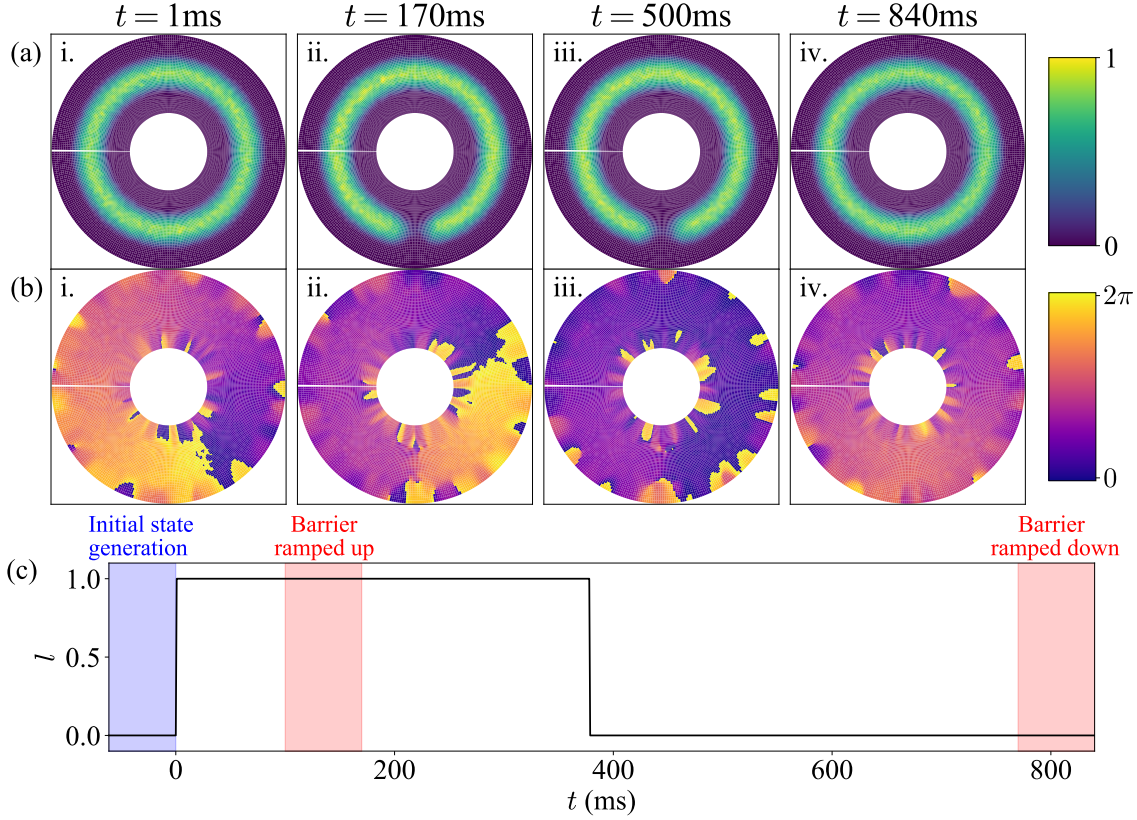 t = 1ms t = 170ms t = 500ms t = 840ms
(a) i. ii. iii. iv. 1
0
(b) i. ii. iii. iv. 2π
0
Initial state generation
Barrier ramped up
Barrier ramped down
(c)
1.0
0.5
0.0
l
0 200 400 600 800
t (ms)